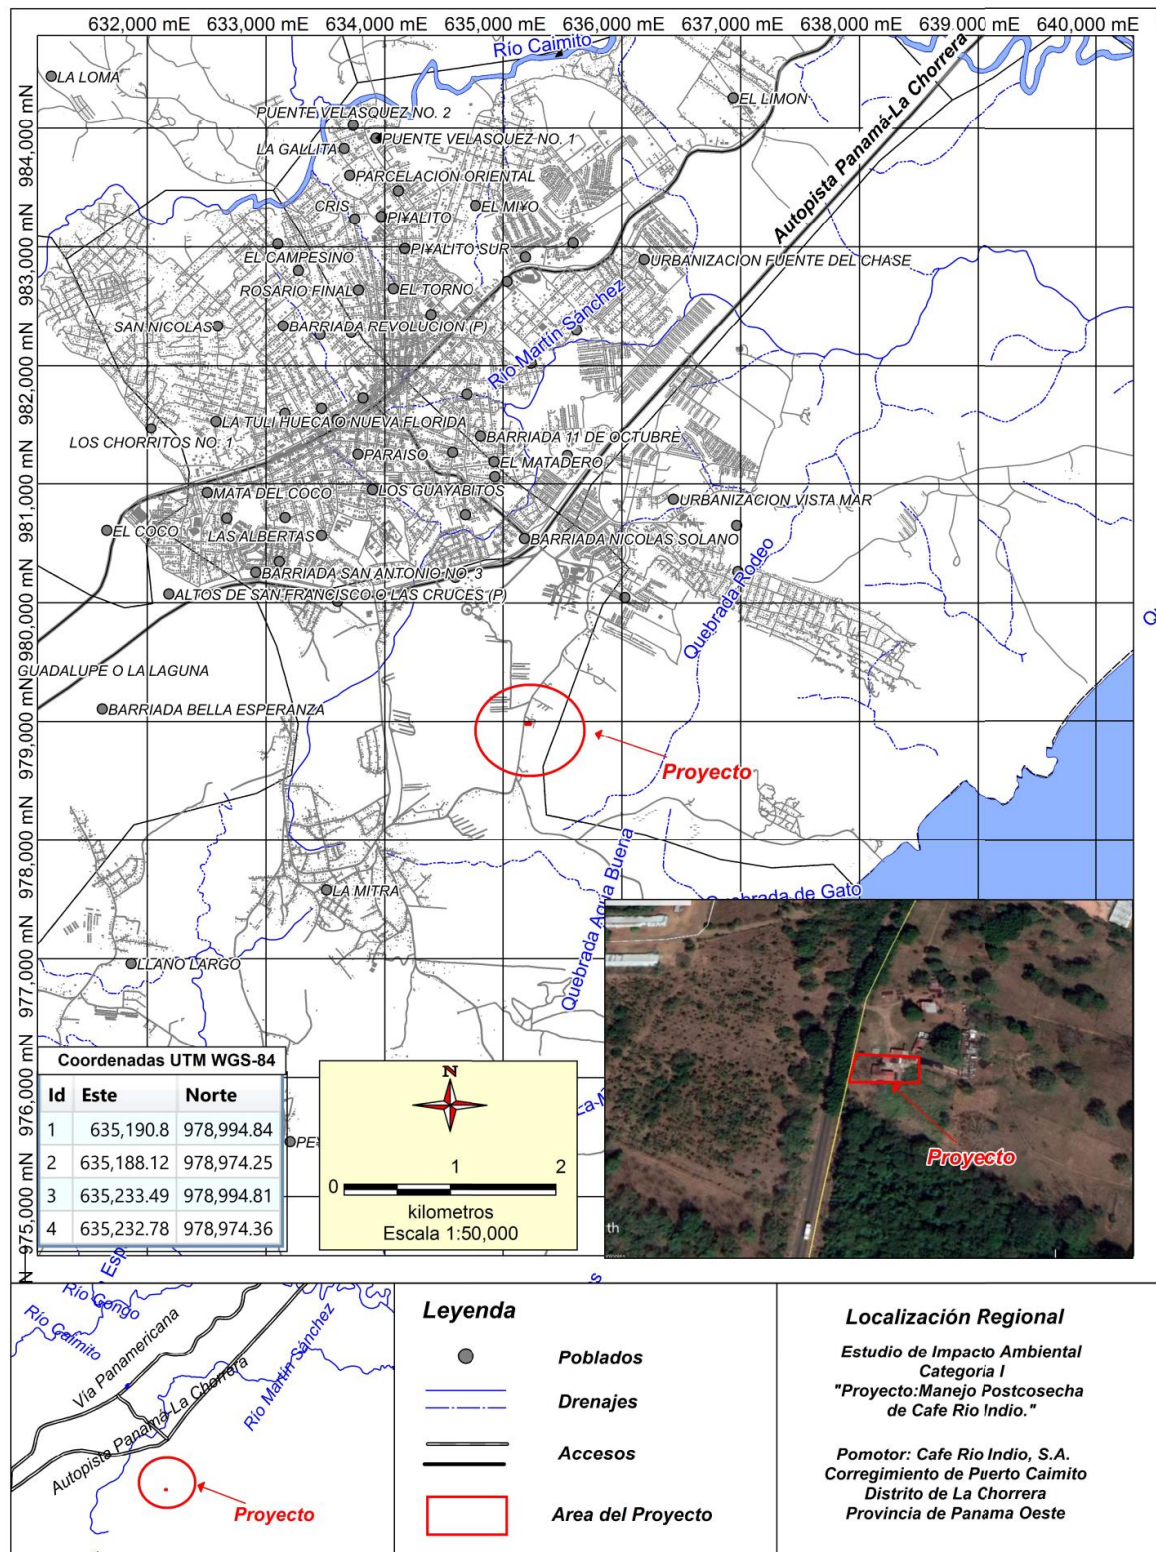 632,000 mE
633,000 mE
634,000 mE
635,000 mE
636,000 mE
637,000 mE
638,000 mE
639,000 mE
640,000 mE
984,000 mN
983,000 mN
982,000 mN
981,000 mN
980,000 mN
979,000 mN
978,000 mN
977,000 mN
976,000 mN
975,000 mN
N
Río Caimito
LA LOMA
EL LIMON
PUENTE VELASQUEZ NO. 2
PUENTE VELASQUEZ NO. 1
LA GALLITA
PARCELACION ORIENTAL
CRIS
PI¥ALITO
EL MI¥O
Autopista Panamá-La Chorrera
EL CAMPESINO
PI¥ALITO SUR
URBANIZACION FUENTE DEL CHASE
ROSARIO FINAL
EL TORNO
SAN NICOLAS
BARRIADA REVOLUCION (P)
Río Martín Sánchez
LA TULI HUECA O NUEVA FLORIDA
LOS CHORRITOS NO. 1
BARRIADA 11 DE OCTUBRE
PARAISO
EL MATADERO
MATA DEL COCO
LOS GUAYABITOS
URBANIZACION VISTA MAR
EL COCO
LAS ALBERTAS
BARRIADA NICOLAS SOLANO
BARRIADA SAN ANTONIO NO. 3
ALTOS DE SAN FRANCISCO O LAS CRUCES (P)
Quebrada Rodeo
Q
GUADALUPE O LA LAGUNA
BARRIADA BELLA ESPERANZA
Proyecto
LA MITRA
Quebrada Agua Buena
Quebrada de Gato
LLANO LARGO
PE¥
La-M
Esp
s
Coordenadas UTM WGS-84
Id Este Norte
1 635,190.8 978,994.84
2 635,188.12 978,974.25
3 635,233.49 978,994.81
4 635,232.78 978,974.36
N
0 1 2
kilometros
Escala 1:50,000
Proyecto
th
Río Congo
Río Caimito
Vía Panamericana
Autopista Panamá-La Chorrera
Río Martín Sánchez
Proyecto
Leyenda
Poblados
Drenajes
Accesos
Area del Proyecto
Localización Regional
Estudio de Impacto Ambiental
Categoria I
"Proyecto:Manejo Postcosecha
de Cafe Rio Indio."
Pomotor: Cafe Rio Indio, S.A.
Corregimiento de Puerto Caimito
Distrito de La Chorrera
Provincia de Panama Oeste